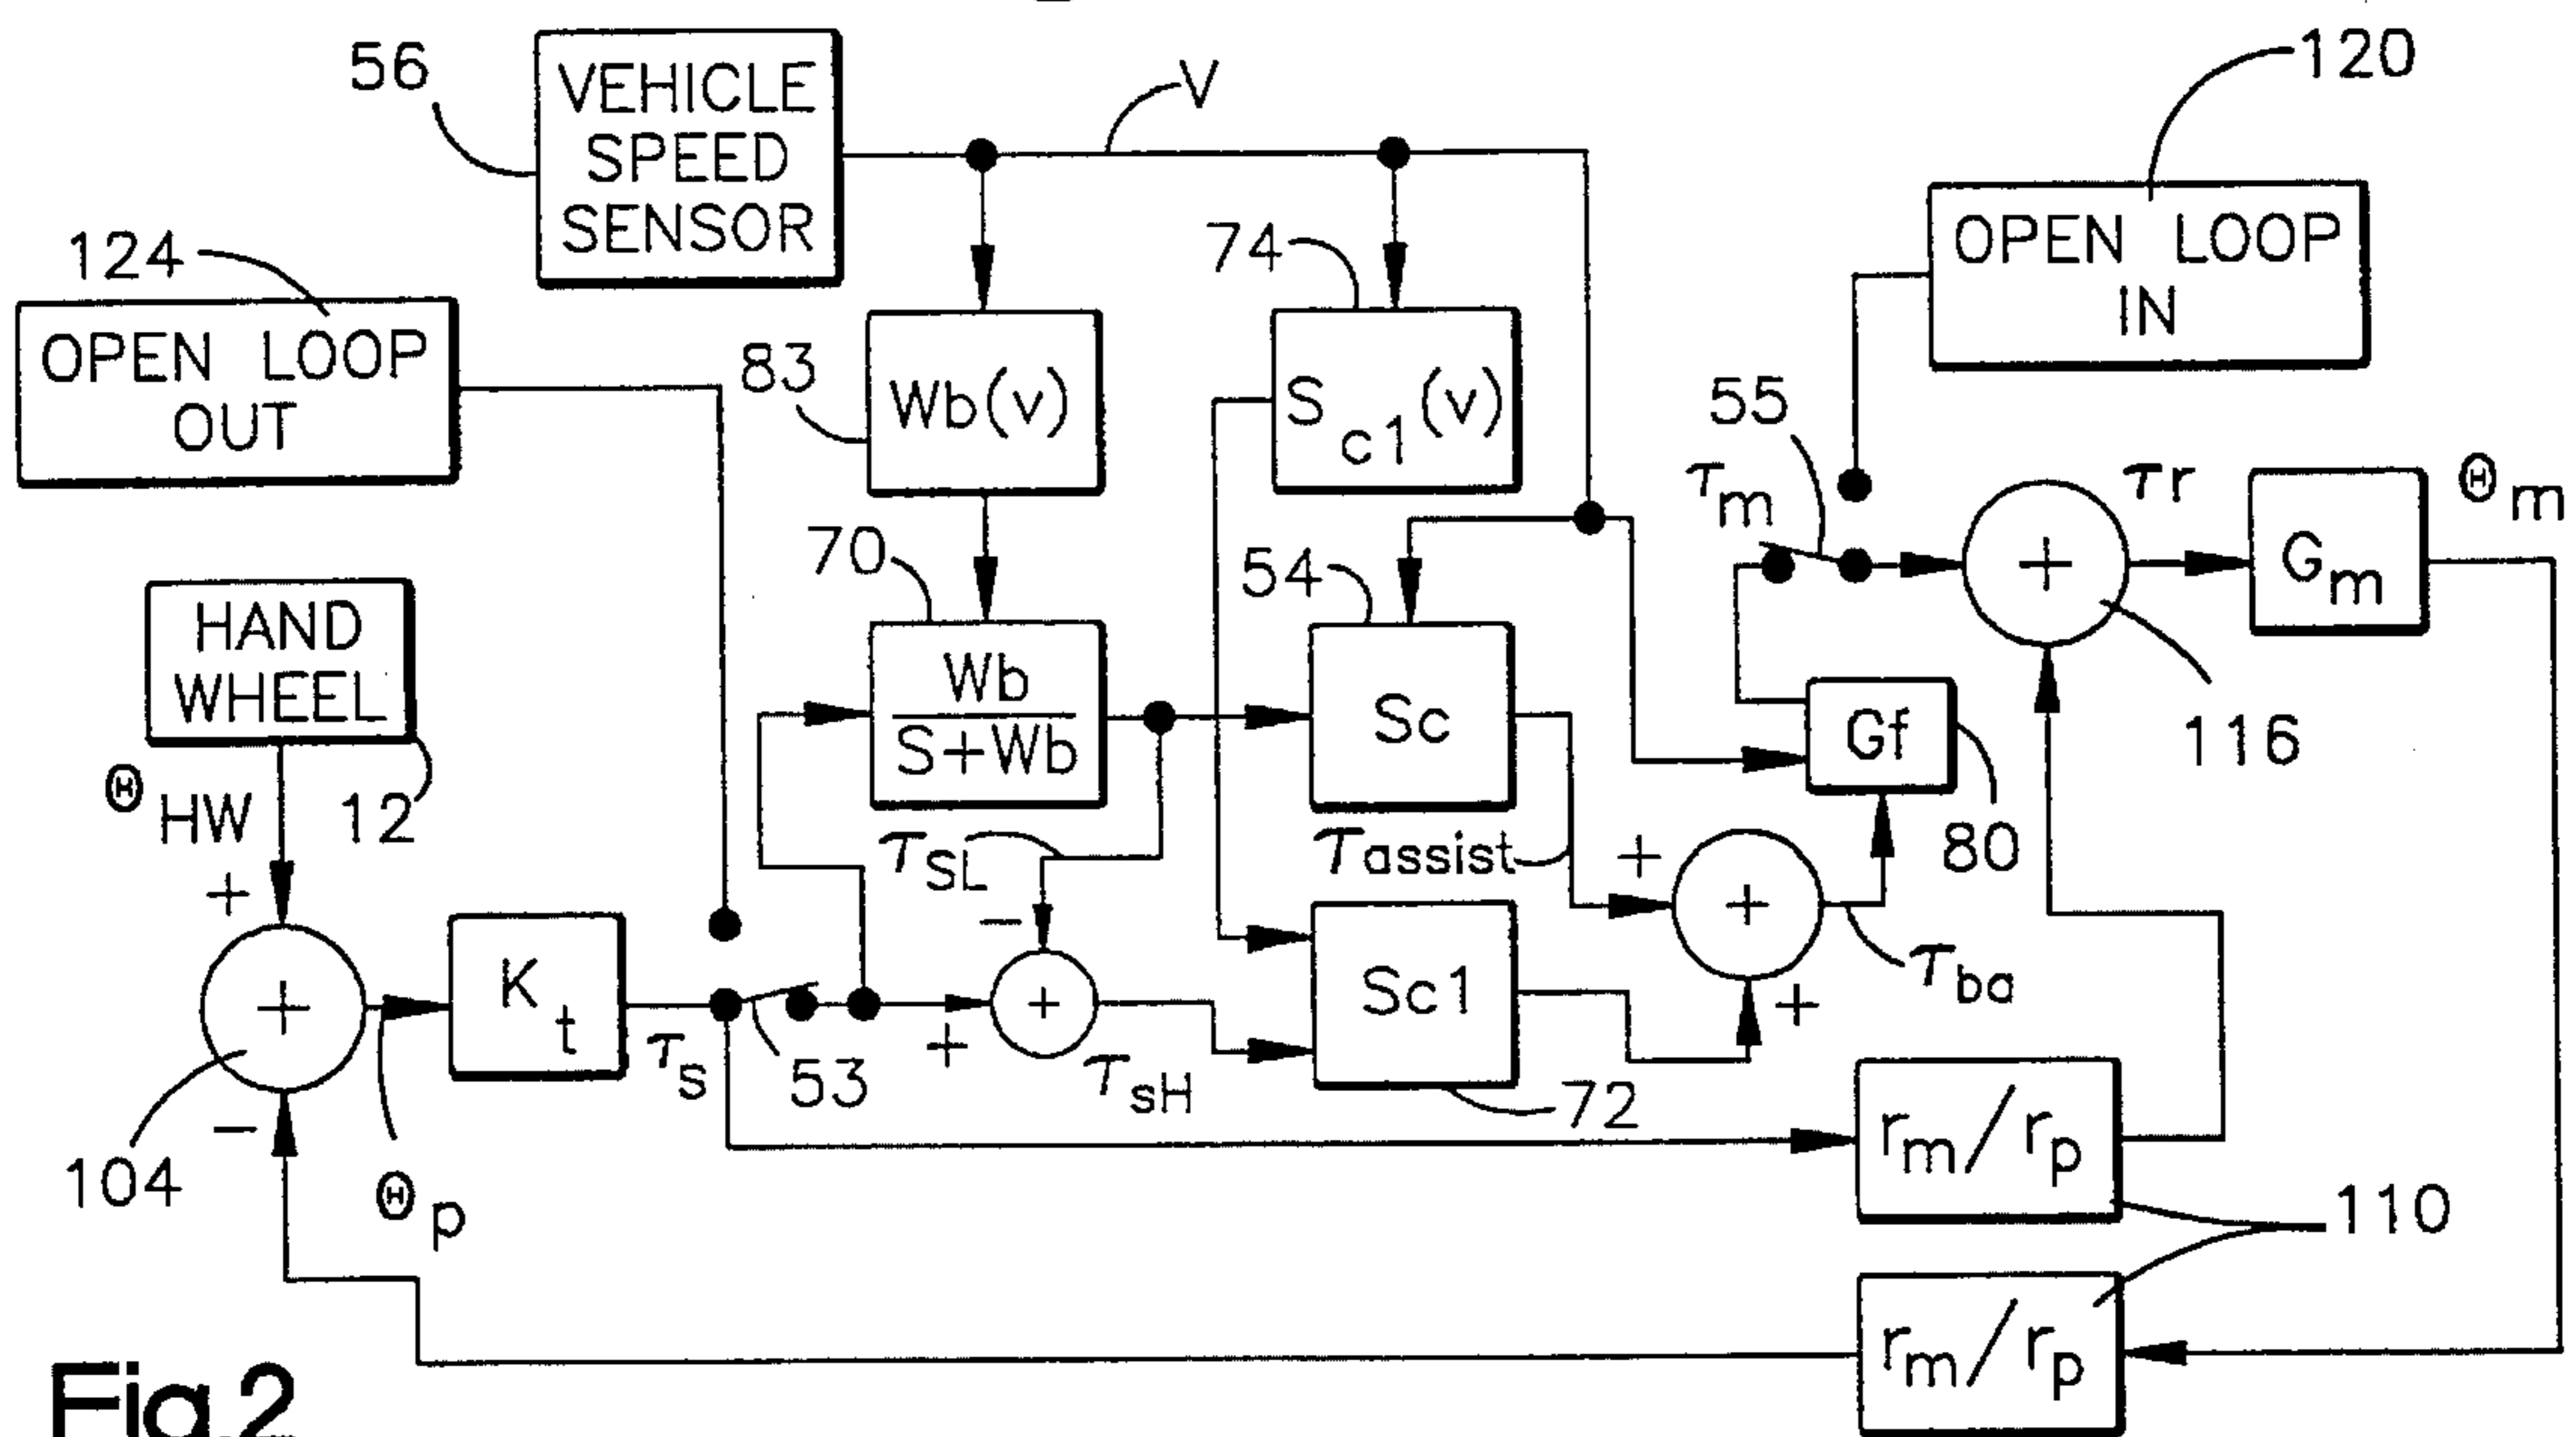 56
VEHICLE
SPEED
SENSOR
V
120
OPEN LOOP
IN
124
OPEN LOOP
OUT
83
Wb(v)
74
S c1 (v)
55
τm
τr
Gm
Θm
HAND
WHEEL
12
ΘHW
70
Wb
S+Wb
54
Sc
Gf
80
116
τSL
τassist
+
+
τba
+
+
−
104
Θp
Kt
τs
53
−
+
+
τsH
Sc1
72
+
rm/rp
110
rm/rp
Fig.2